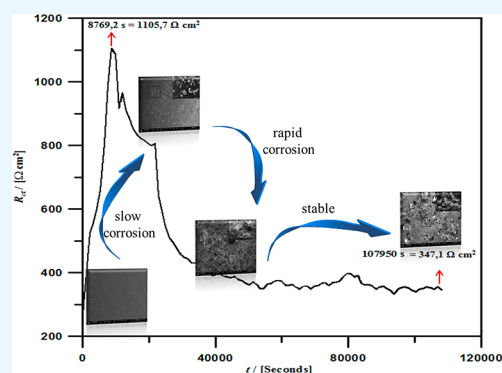 8769,2 s = 1105,7 Ω cm²
1200
1000
800
600
400
200
R_ct / [Ω cm²]
slow
corrosion
rapid
corrosion
stable
107950 s = 347,1 Ω cm²
0
40000
80000
120000
t / [Seconds]